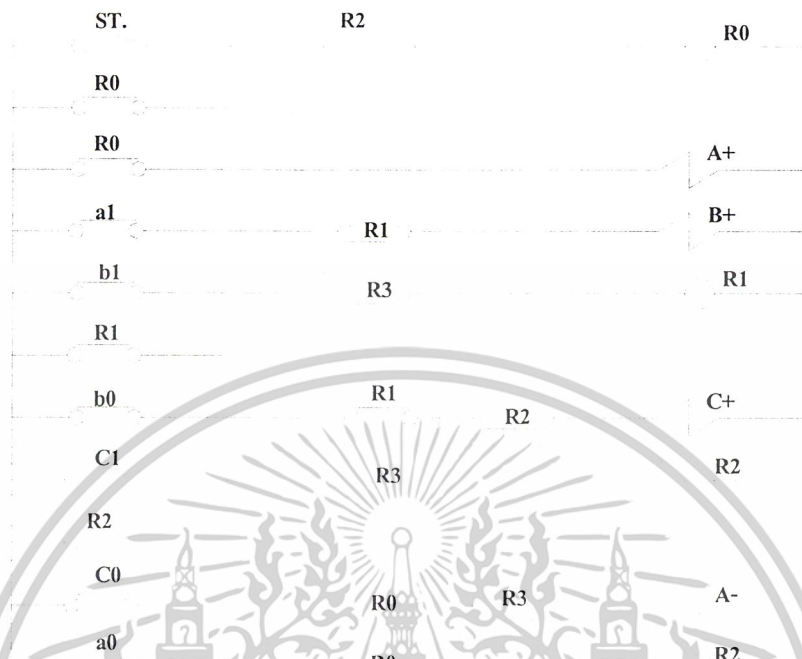 ST. R2 R0
R0
R0 A+
a1 R1 B+
b1 R3 R1
R1
b0 R1 R2 C+
C1 R3 R2
R2
C0 R0 R3 A-
a0 R0 R2